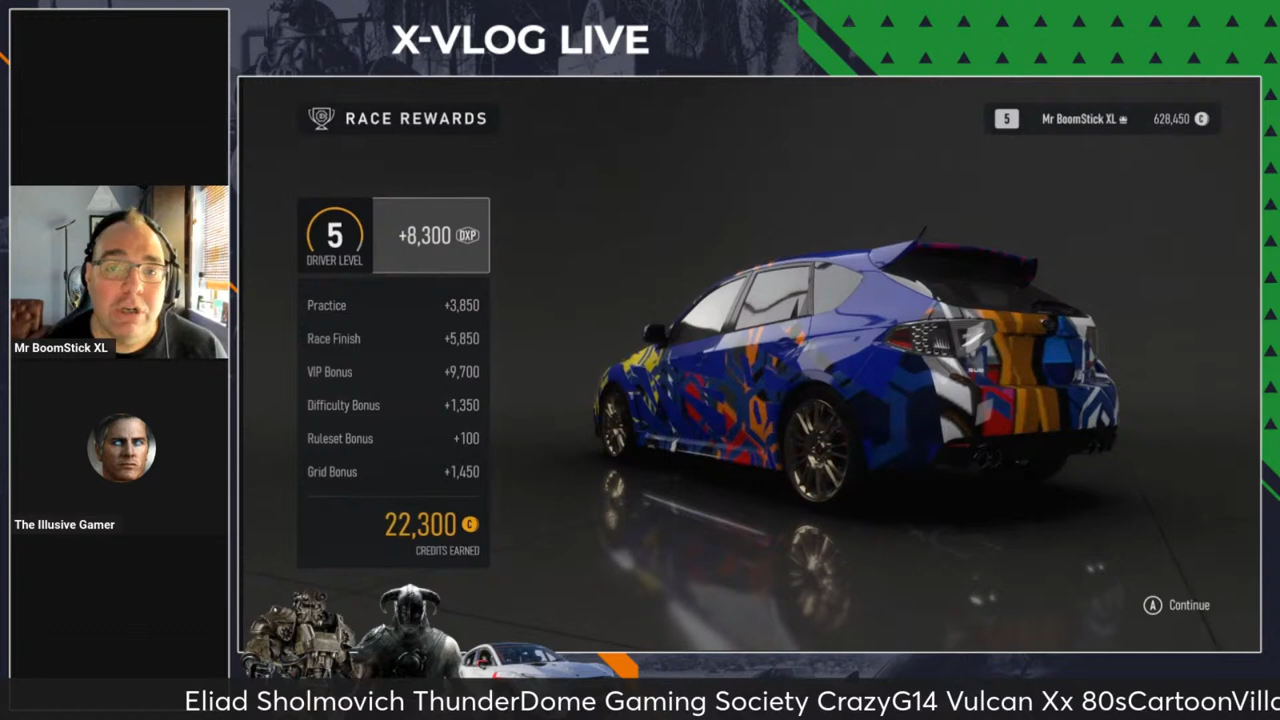 X-VLOG LIVE
RACE REWARDS
5 Mr BoomStick XL 628,450 C
5 +8,300 DXP
DRIVER LEVEL
Practice +3,850
Race Finish +5,850
VIP Bonus +9,700
Difficulty Bonus +1,350
Ruleset Bonus +100
Grid Bonus +1,450
22,300 C
CREDITS EARNED
Mr BoomStick XL
The Illusive Gamer
A Continue
Eliad Sholmovich ThunderDome Gaming Society CrazyG14 Vulcan Xx 80sCartoonVilla